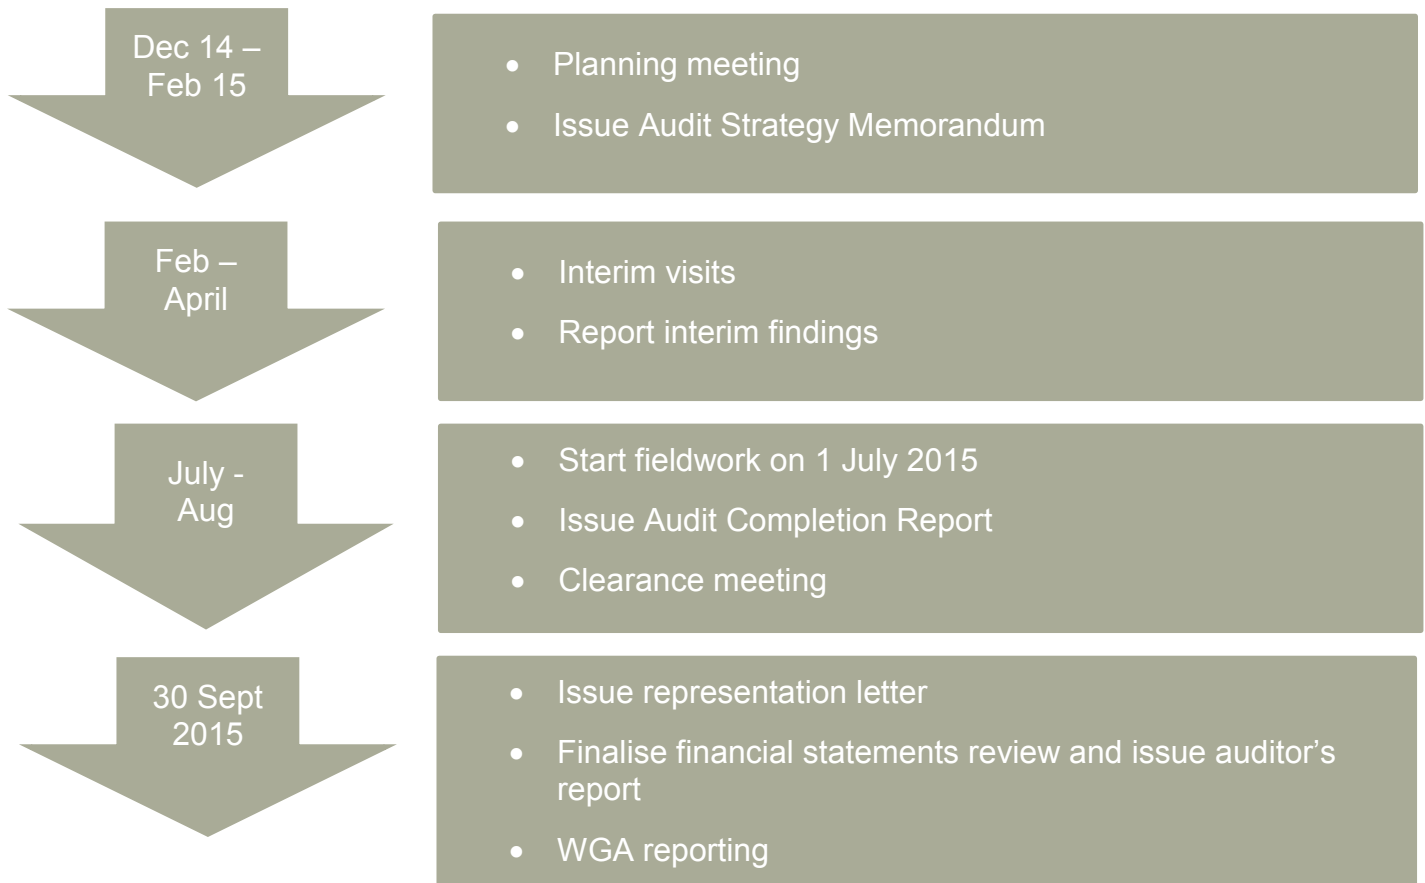 Dec 14 –
Feb 15
• Planning meeting
• Issue Audit Strategy Memorandum
Feb –
April
• Interim visits
• Report interim findings
July -
Aug
• Start fieldwork on 1 July 2015
• Issue Audit Completion Report
• Clearance meeting
30 Sept
2015
• Issue representation letter
• Finalise financial statements review and issue auditor’s
report
• WGA reporting